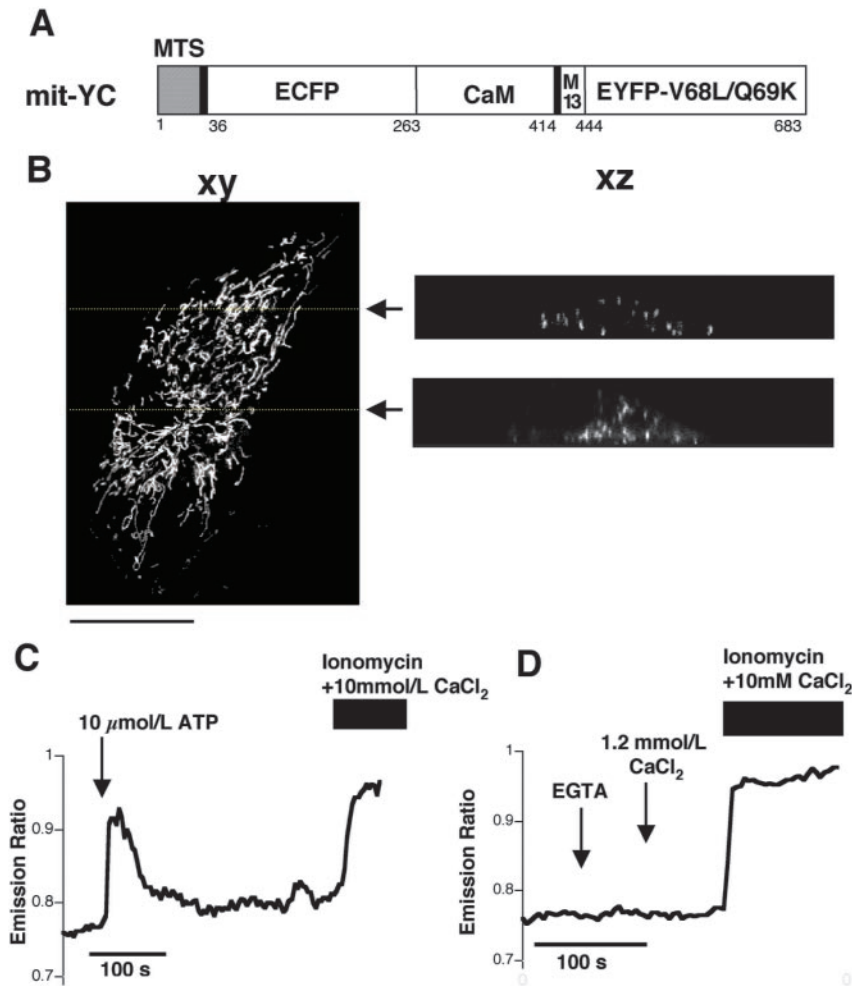 A
MTS
mit-YC
ECFP
CaM
M
13
EYFP-V68L/Q69K
1
36
263
414
444
683
B
xy
xz
C
Ionomycin
+10mmol/L CaCl2
10 μmol/L ATP
1
0.9
0.8
0.7
Emission Ratio
100 s
D
Ionomycin
+10mM CaCl2
1.2 mmol/L
CaCl2
EGTA
1
0.9
0.8
0.7
Emission Ratio
100 s
0
0